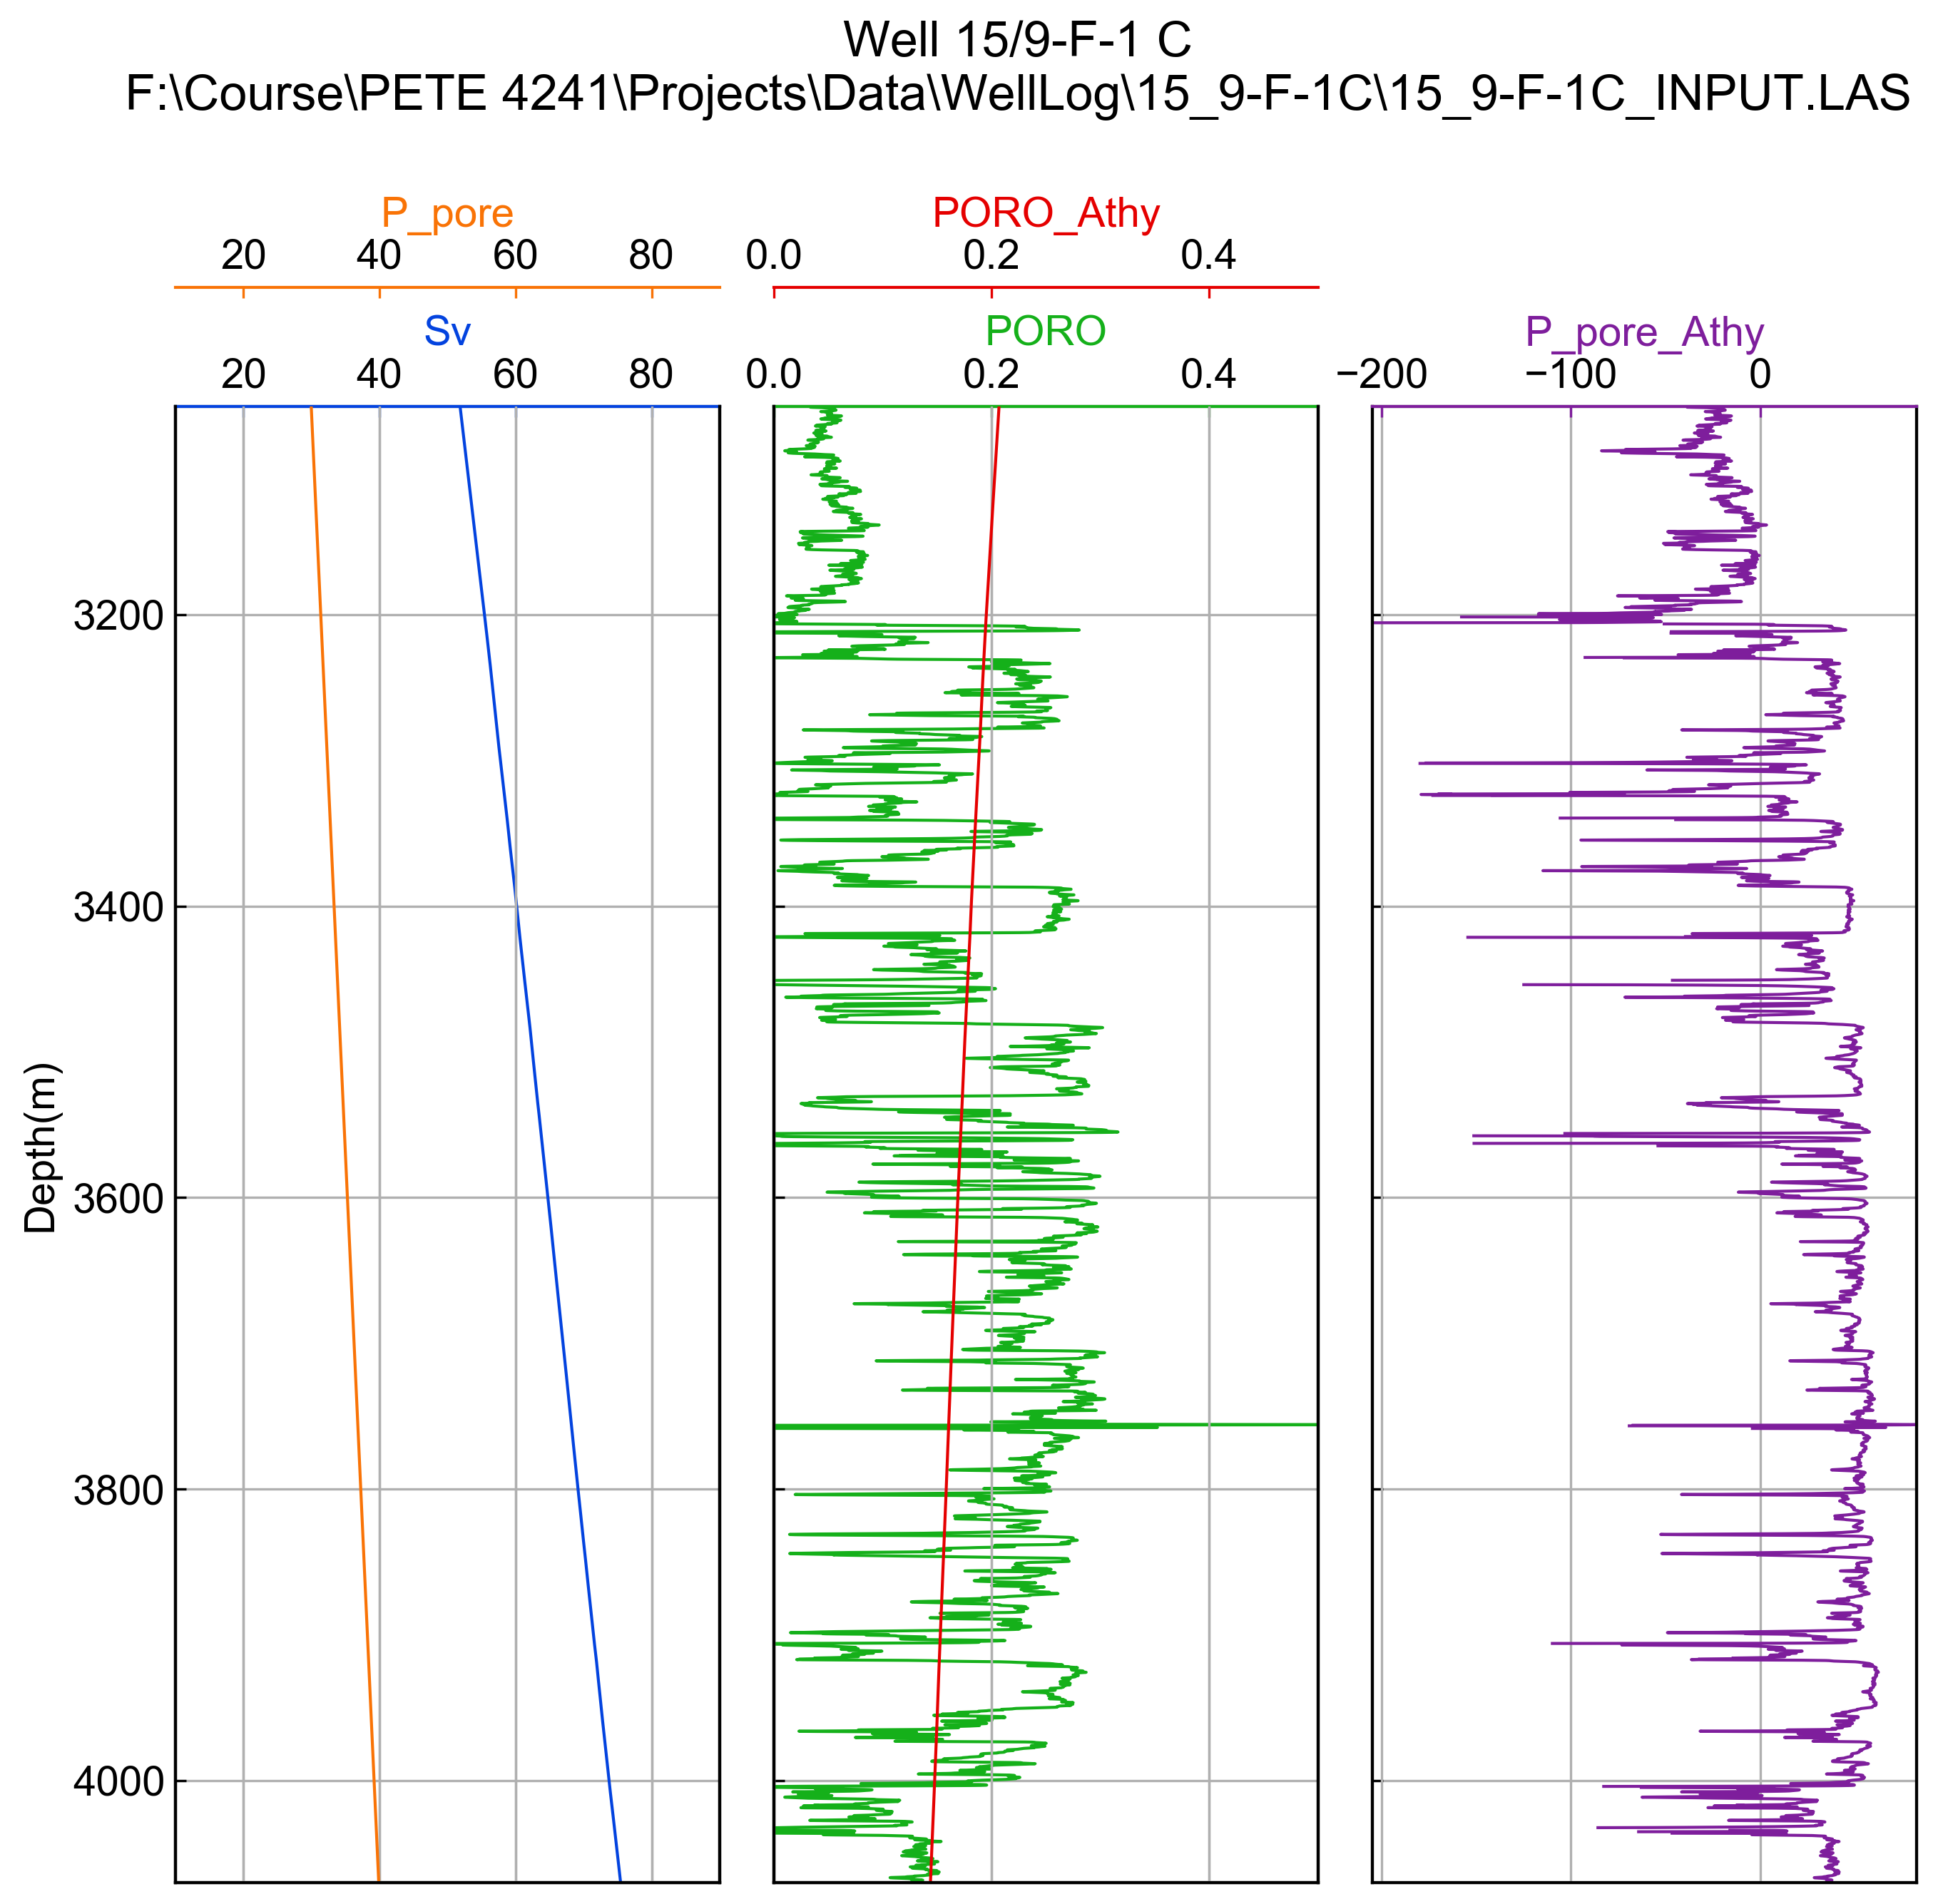 Well 15/9-F-1 C
F:\Course\PETE 4241\Projects\Data\WellLog\15_9-F-1C\15_9-F-1C_INPUT.LAS
P_pore
20 40 60 80
Sv
20 40 60 80
PORO_Athy
0.0 0.2 0.4
PORO
0.0 0.2 0.4
P_pore_Athy
−200 −100 0
Depth(m)
3200
3400
3600
3800
4000